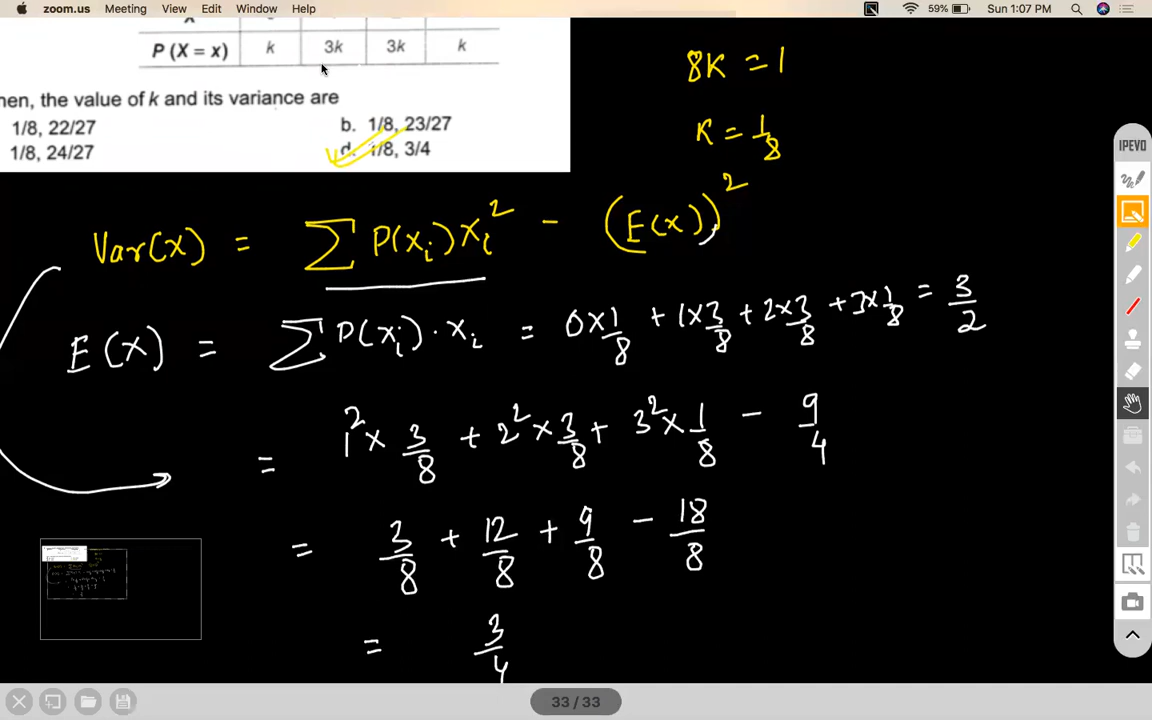 zoom.us Meeting View Edit Window Help 59% Sun 1:07 PM
P (X = x) k 3k 3k k
8K = 1
hen, the value of k and its variance are
1/8, 22/27 b. 1/8, 23/27
K = 1/8
1/8, 24/27 d. 1/8, 3/4
Var(x) = ∑ P(xᵢ)xᵢ² - (E(x))²
E(x) = ∑ P(xᵢ)·xᵢ = 0×1/8 + 1×3/8 + 2×3/8 + 3×1/8 = 3/2
= 1²× 3/8 + 2²×3/8 + 3²×1/8 - 9/4
= 3/8 + 12/8 + 9/8 - 18/8
= 3/4
33 / 33
IPEVO